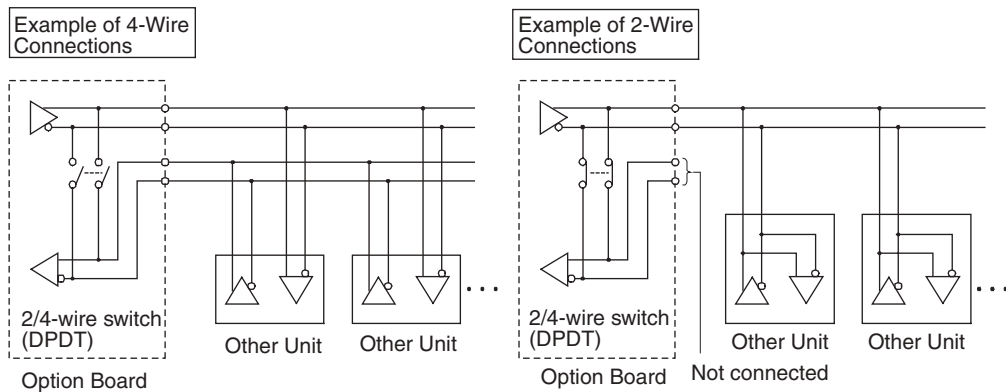 Example of 4-Wire
Connections
2/4-wire switch
(DPDT)
Option Board
Other Unit
Other Unit
. . .
Example of 2-Wire
Connections
2/4-wire switch
(DPDT)
Option Board
Not connected
Other Unit
Other Unit
. . .